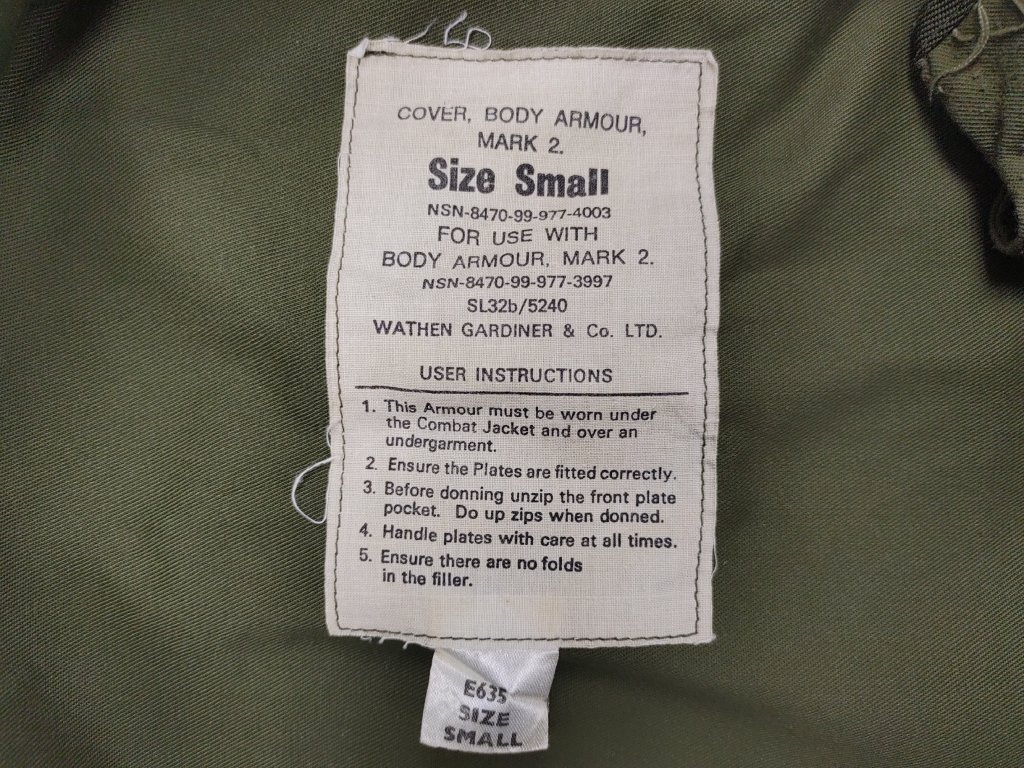 COVER, BODY ARMOUR,
MARK 2.
Size Small
NSN-8470-99-977-4003
FOR USE WITH
BODY ARMOUR, MARK 2.
NSN-8470-99-977-3997
SL32b/5240
WATHEN GARDINER & Co. LTD.
USER INSTRUCTIONS
1. This Armour must be worn under
the Combat Jacket and over an
undergarment.
2. Ensure the Plates are fitted correctly.
3. Before donning unzip the front plate
pocket. Do up zips when donned.
4. Handle plates with care at all times.
5. Ensure there are no folds
in the filler.
E635
SIZE
SMALL